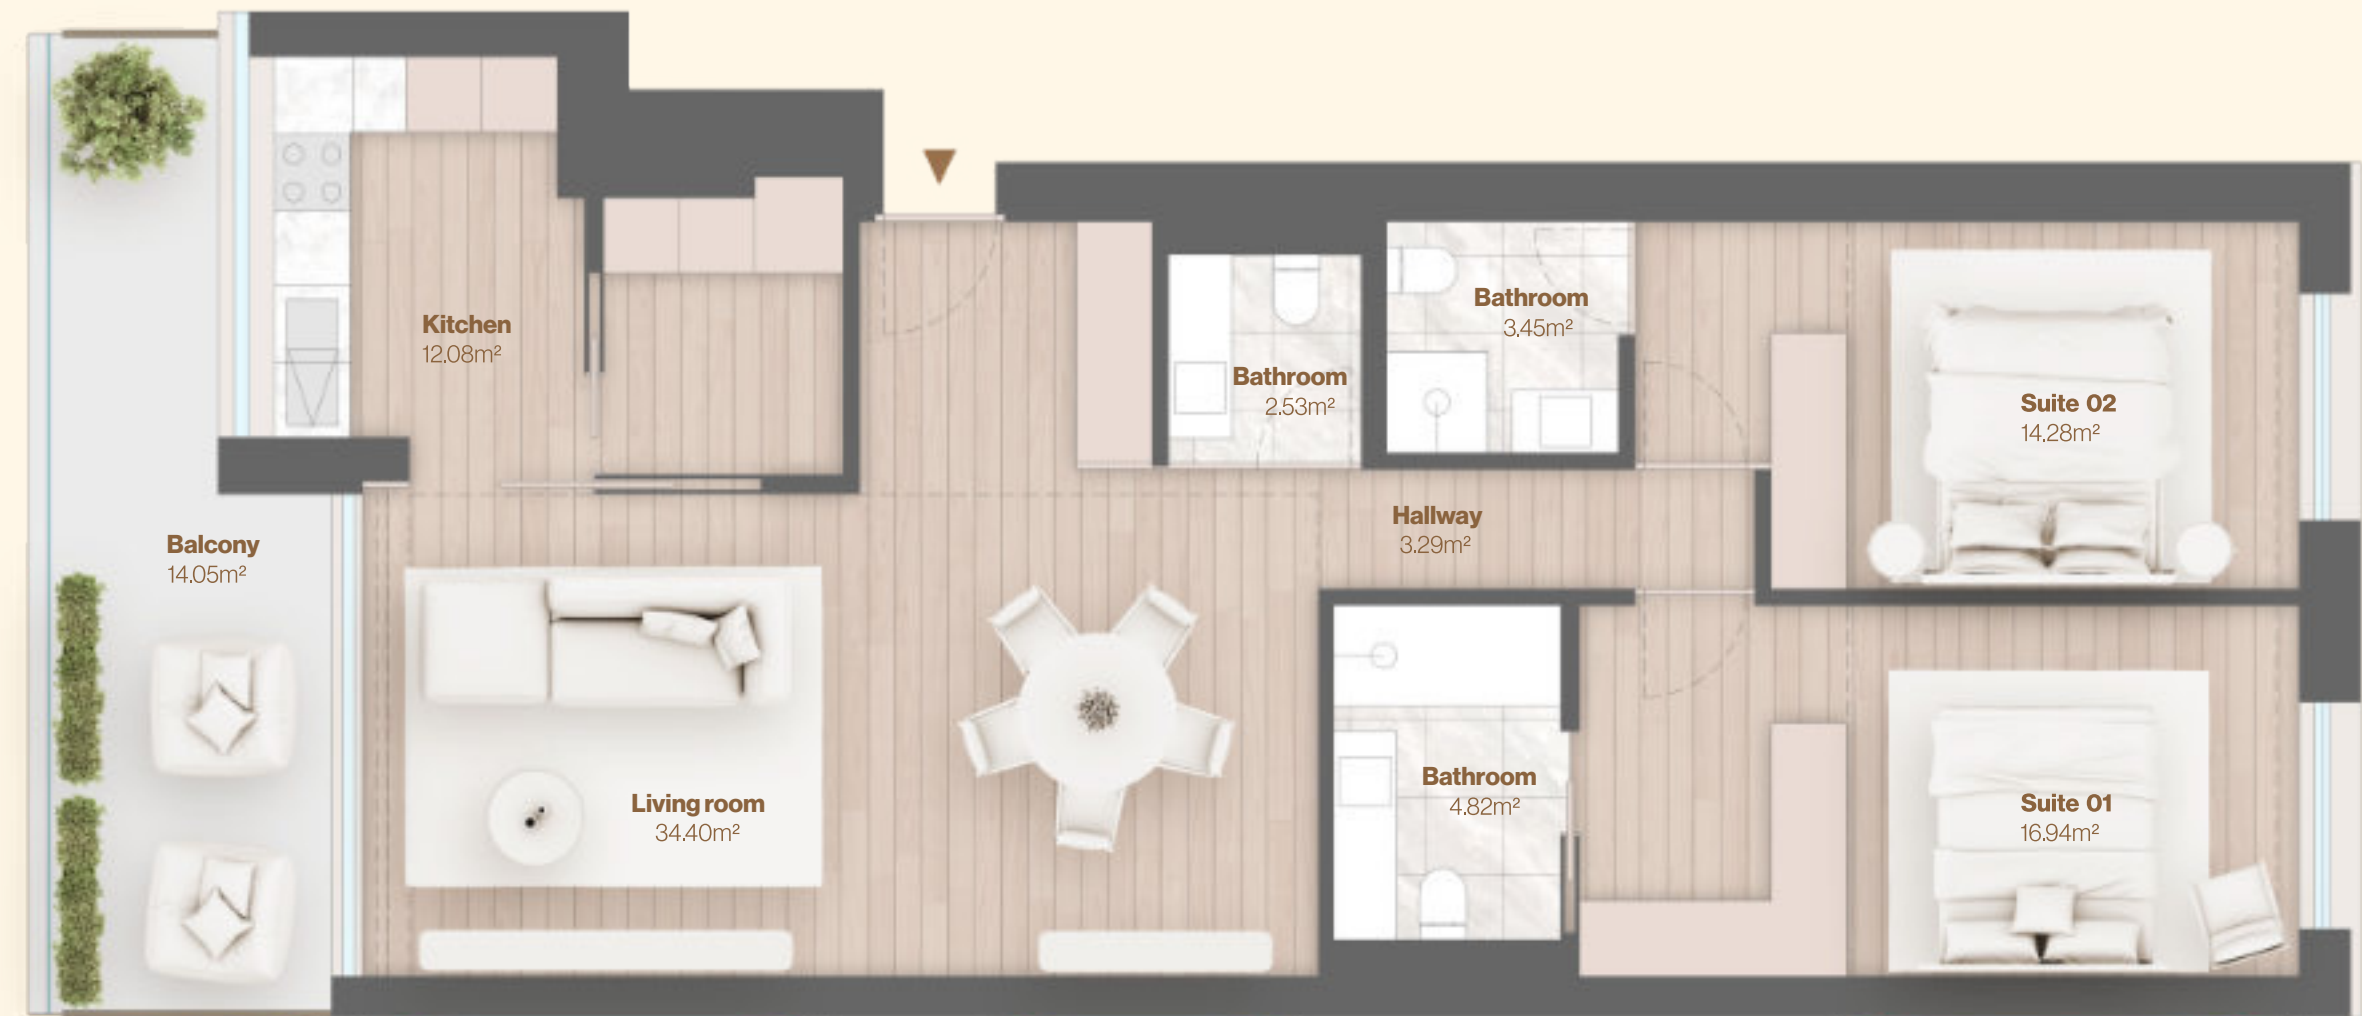 Kitchen
12.08m²
Bathroom
2.53m²
Bathroom
3.45m²
Suite 02
14.28m²
Balcony
14.05m²
Hallway
3.29m²
Living room
34.40m²
Bathroom
4.82m²
Suite 01
16.94m²